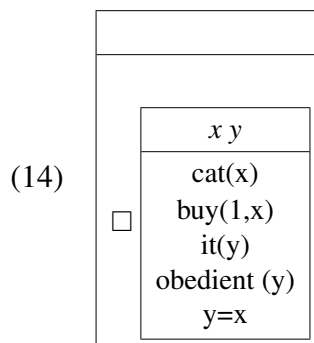 x y
cat(x)
buy(1,x)
(14)
□
it(y)
obedient (y)
y=x